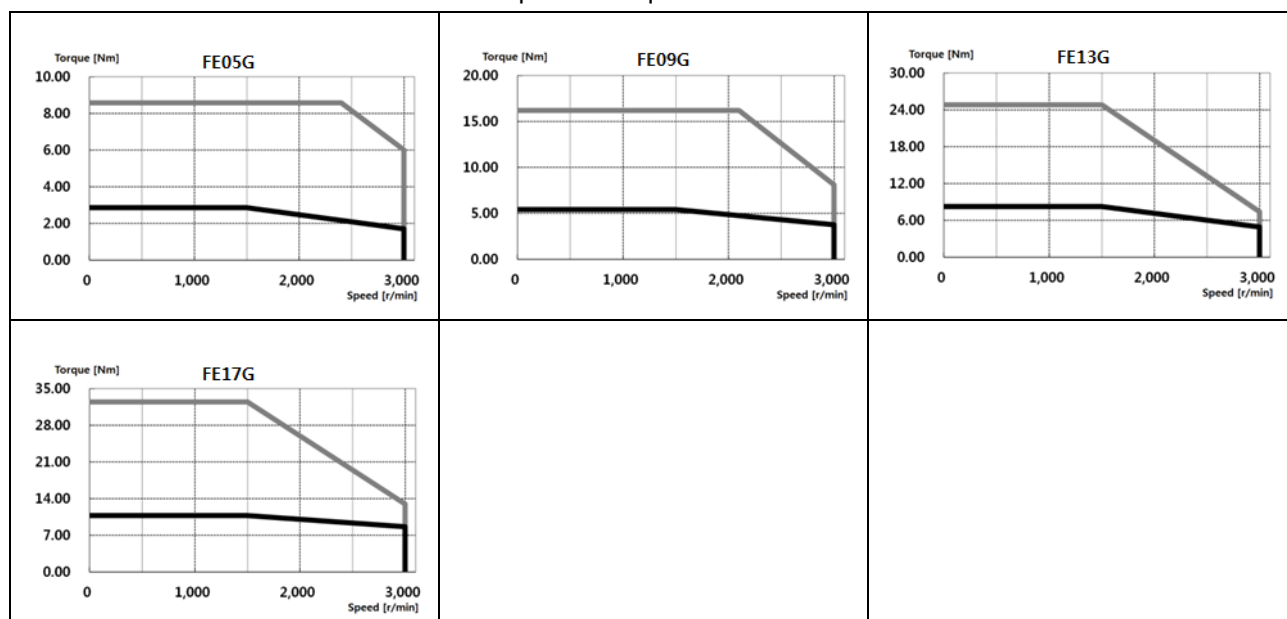 Torque [Nm]
FE05G
10.00
8.00
6.00
4.00
2.00
0.00
0 1,000 2,000 3,000
Speed [r/min]
Torque [Nm]
FE09G
20.00
15.00
10.00
5.00
0.00
0 1,000 2,000 3,000
Speed [r/min]
Torque [Nm]
FE13G
30.00
24.00
18.00
12.00
6.00
0.00
0 1,000 2,000 3,000
Speed [r/min]
Torque [Nm]
FE17G
35.00
28.00
21.00
14.00
7.00
0.00
0 1,000 2,000 3,000
Speed [r/min]